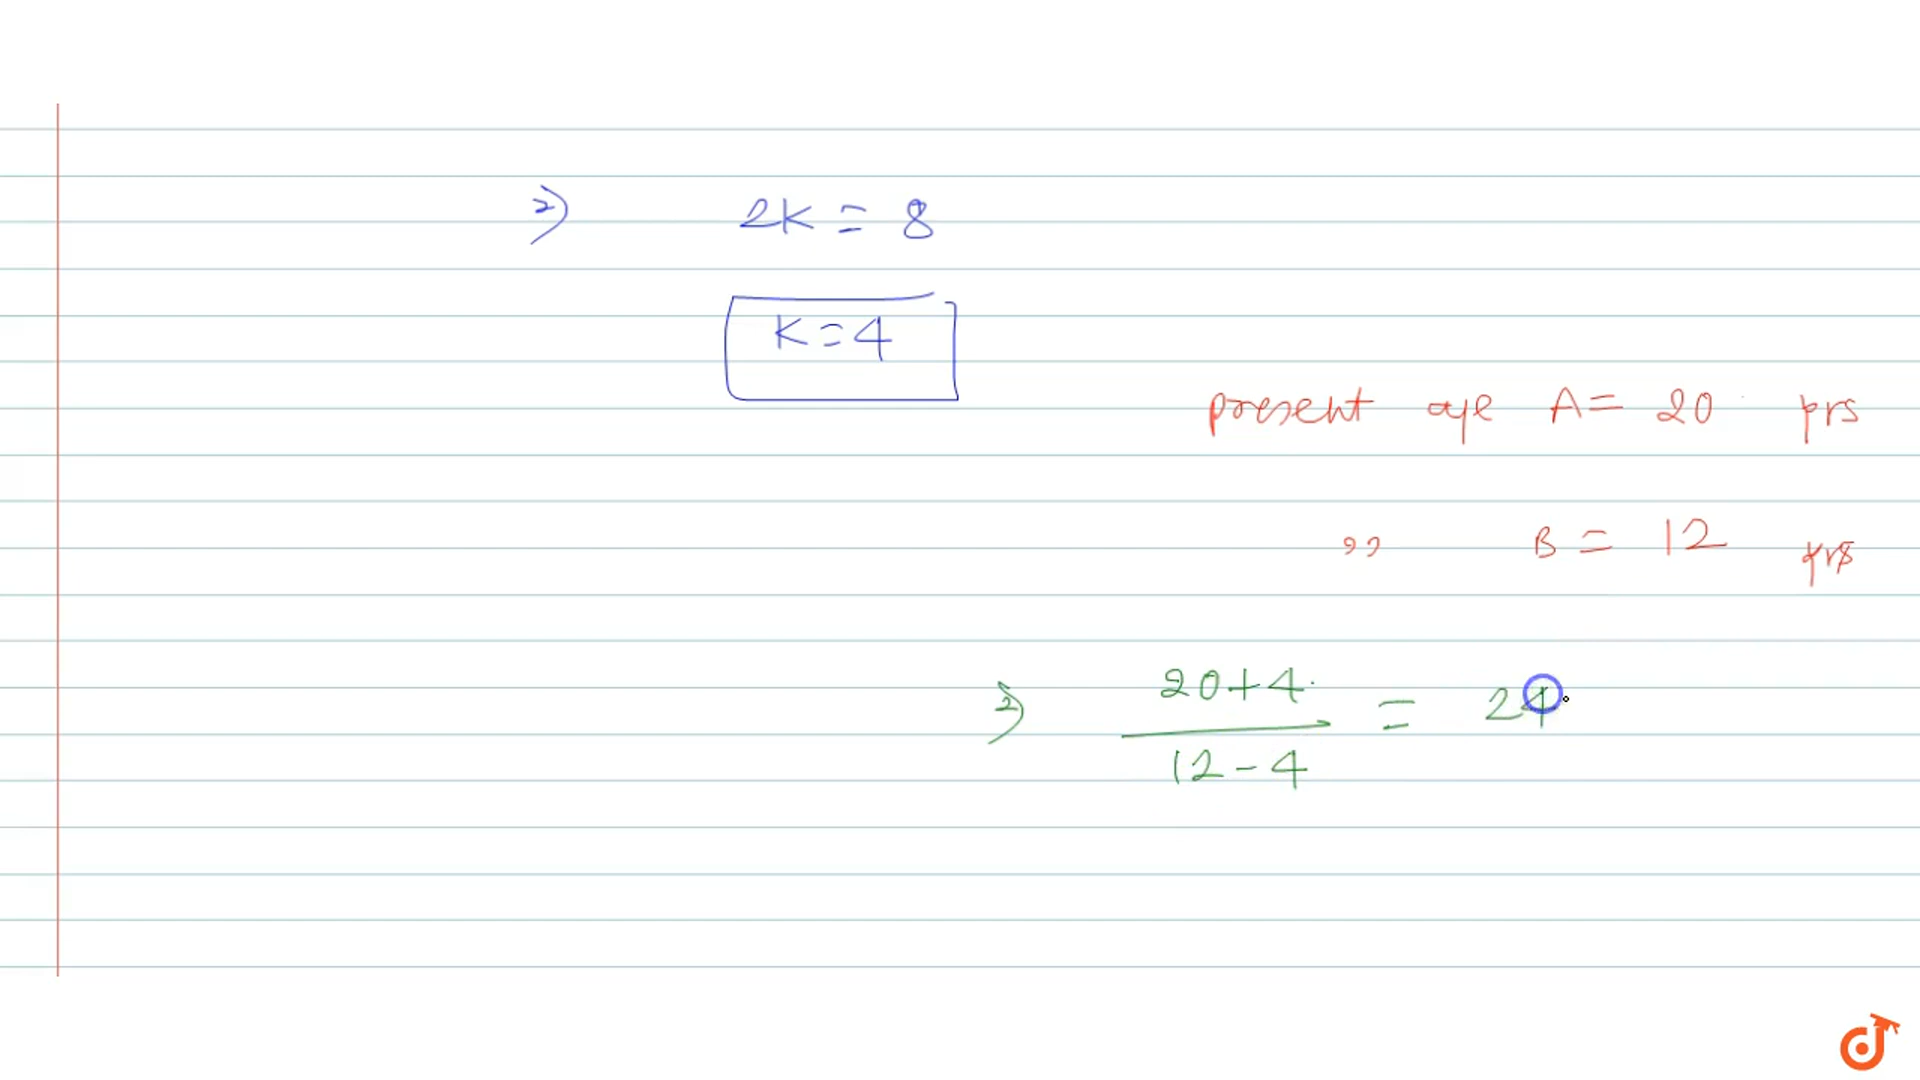 ⇒ 2K = 8
K = 4
present age A = 20 yrs
,, B = 12 yrs
⇒ 20+4 / 12-4 = 24